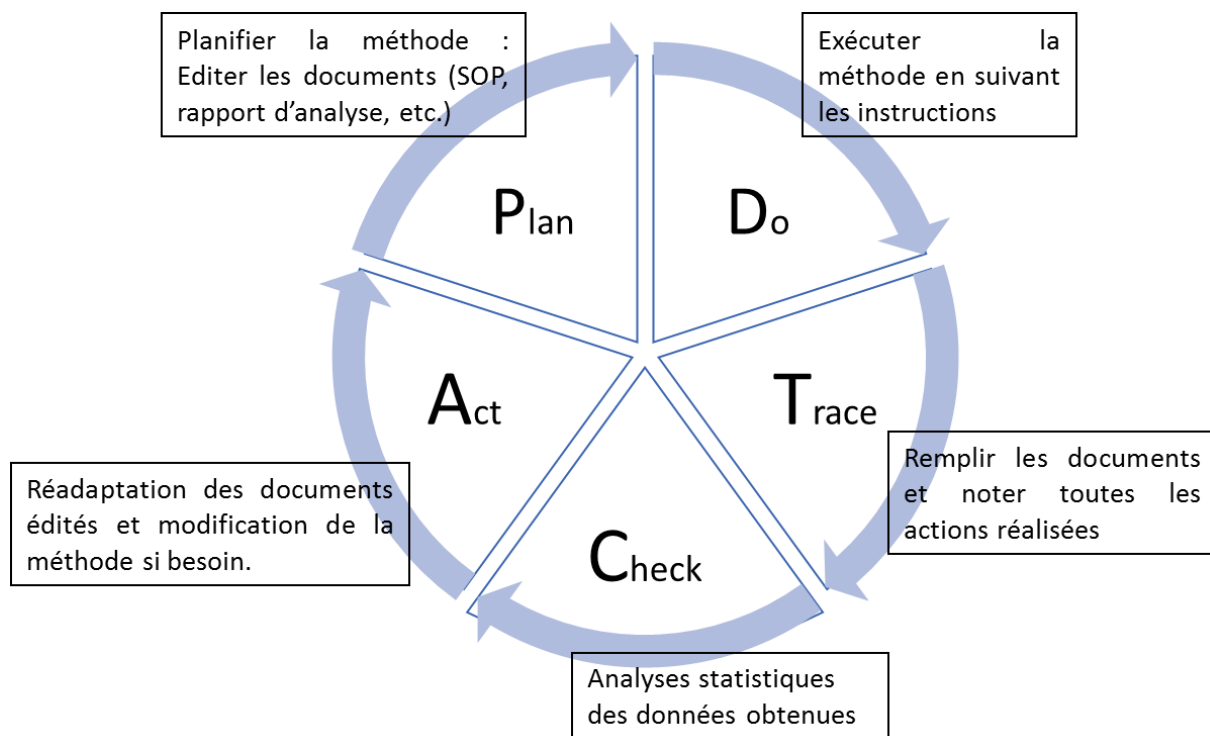 Planifier la méthode :
Editer les documents (SOP,
rapport d’analyse, etc.)
Exécuter la
méthode en suivant
les instructions
Plan
Do
Act
Trace
Remplir les documents
et noter toutes les
actions réalisées
Réadaptation des documents
édités et modification de la
méthode si besoin.
Check
Analyses statistiques
des données obtenues